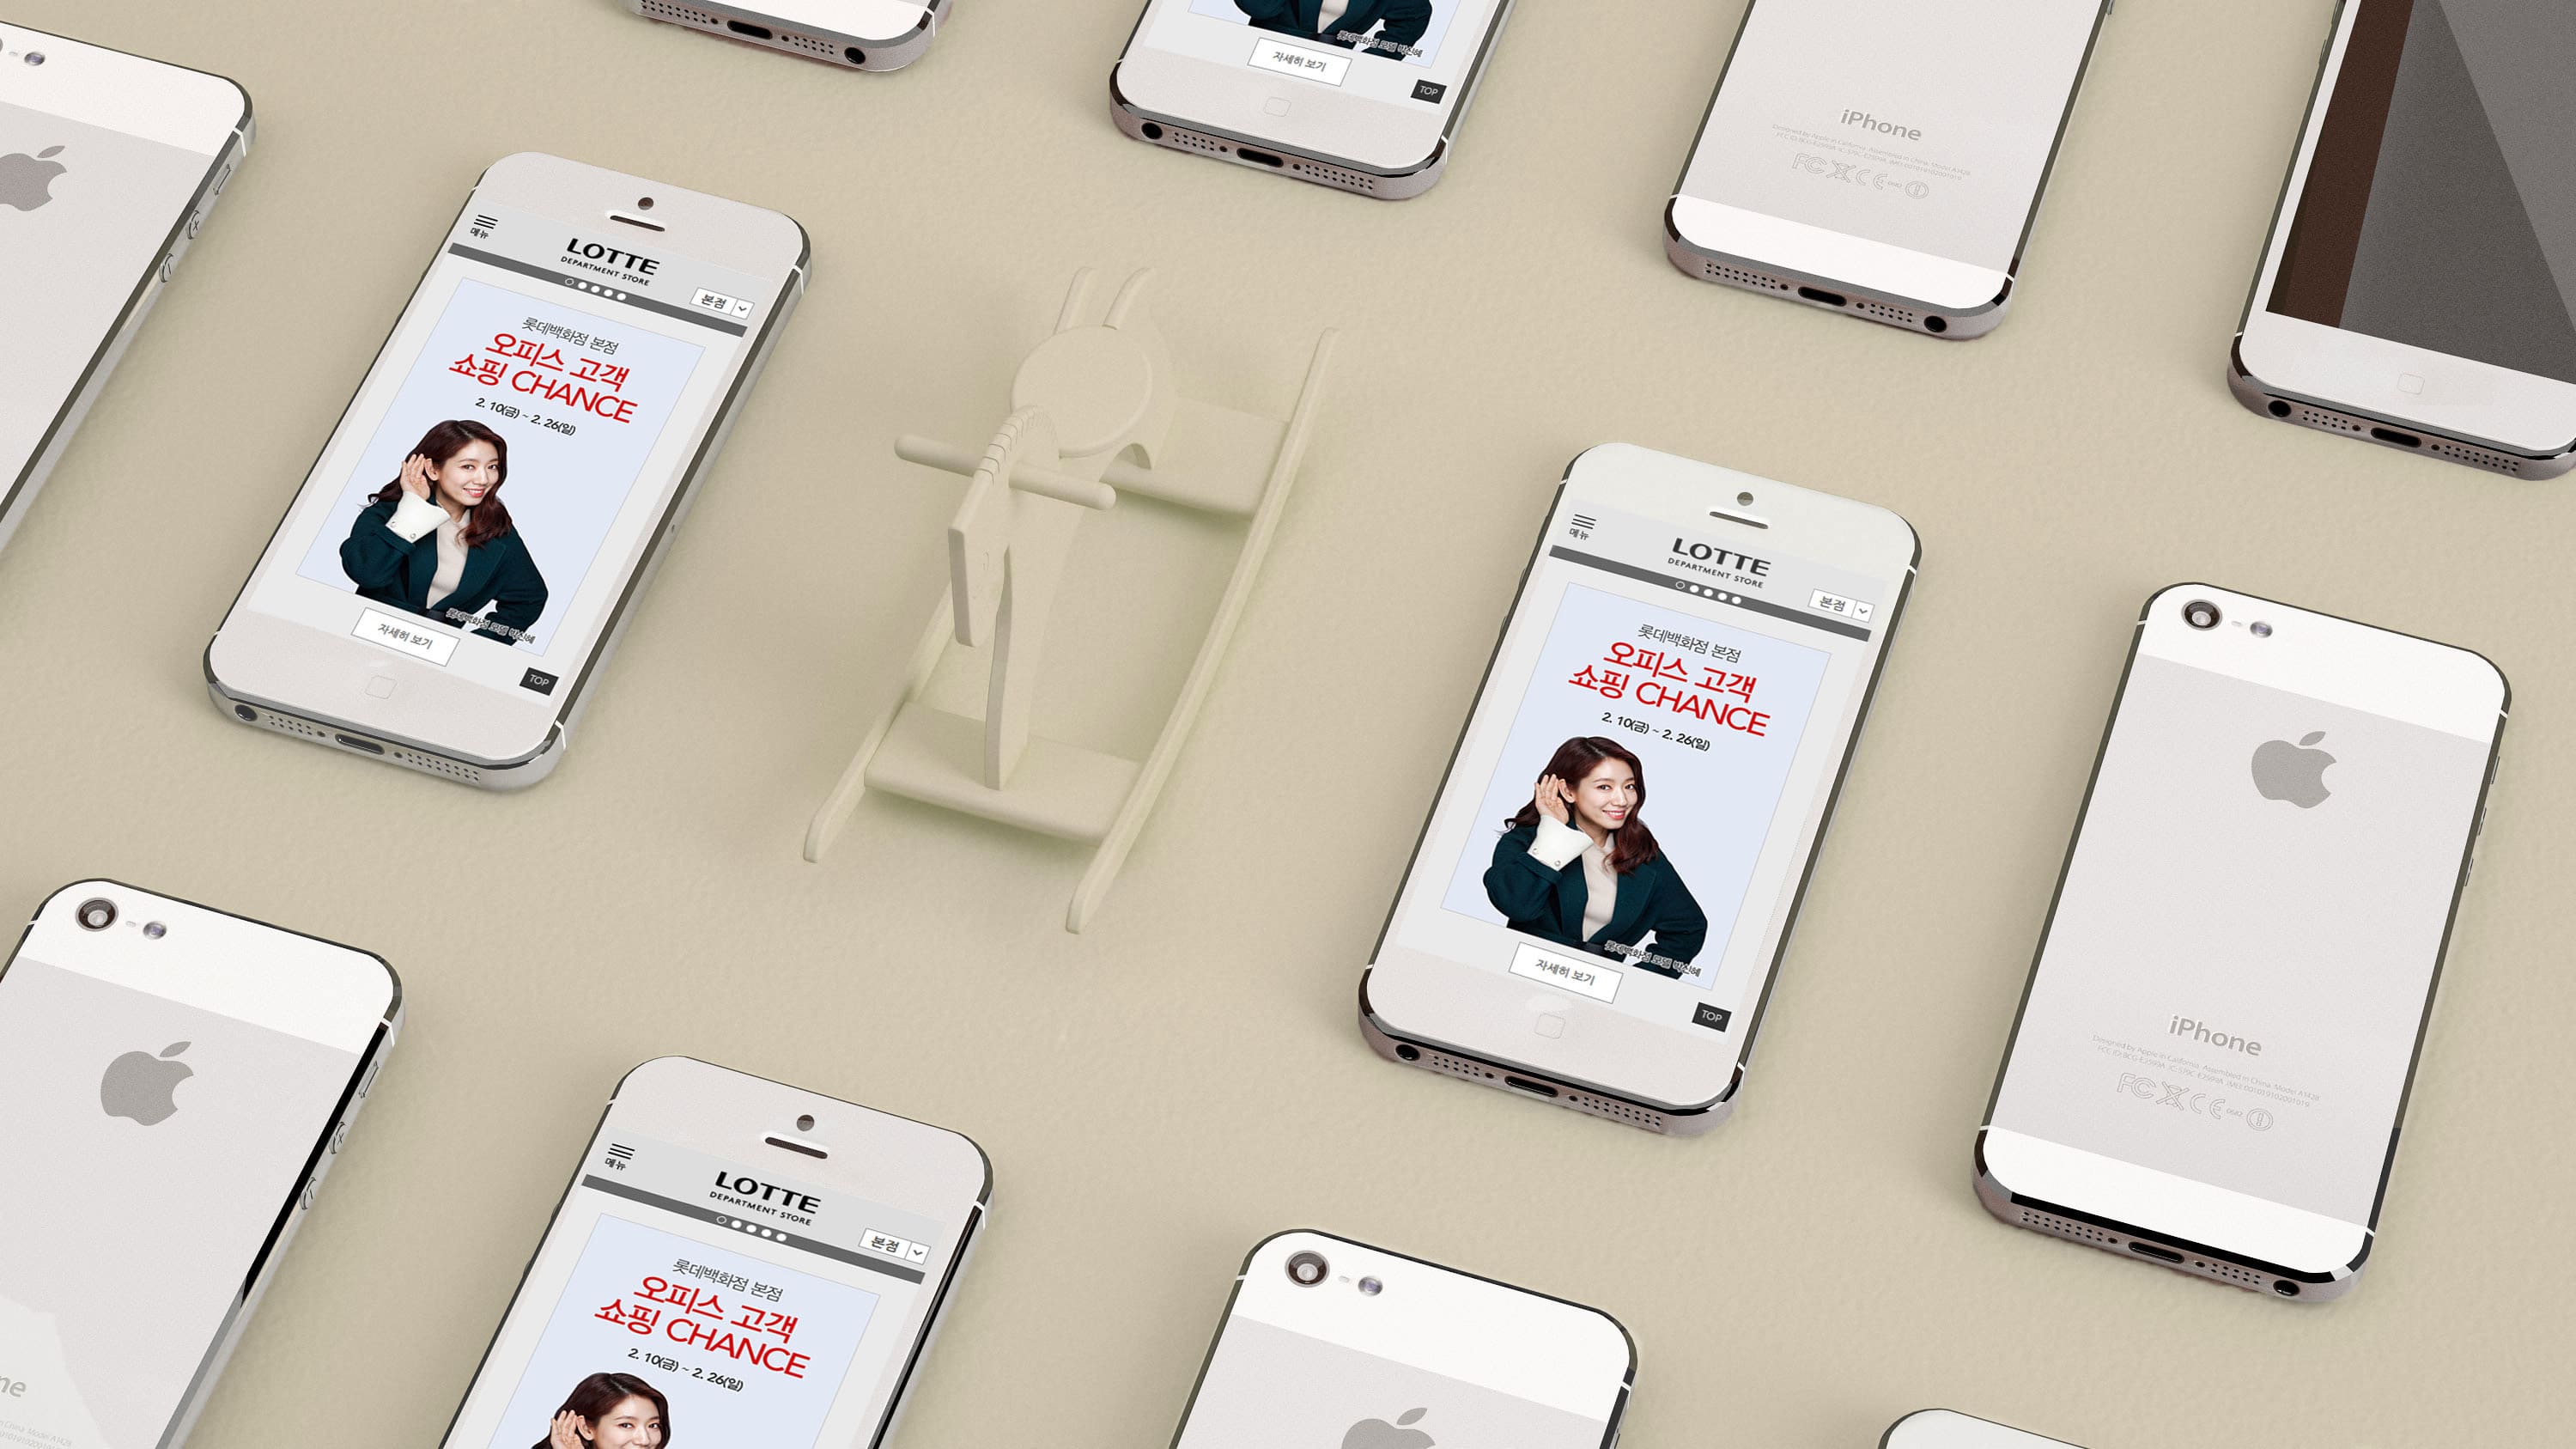 롯데백화점 모델 박신혜
자세히 보기
TOP
iPhone
Designed by Apple in California. Assembled in China. Model A1428
메뉴
LOTTE
DEPARTMENT STORE
본점
롯데백화점 본점
오피스 고객
쇼핑 CHANCE
2. 10(금) ~ 2. 26(일)
롯데백화점 모델 박신혜
자세히 보기
TOP
메뉴
LOTTE
DEPARTMENT STORE
본점
롯데백화점 본점
오피스 고객
쇼핑 CHANCE
2. 10(금) ~ 2. 26(일)
롯데백화점 모델 박신혜
자세히 보기
TOP
iPhone
Designed by Apple in California. Assembled in China. Model A1428
메뉴
LOTTE
DEPARTMENT STORE
본점
롯데백화점 본점
오피스 고객
쇼핑 CHANCE
2. 10(금) ~ 2. 26(일)